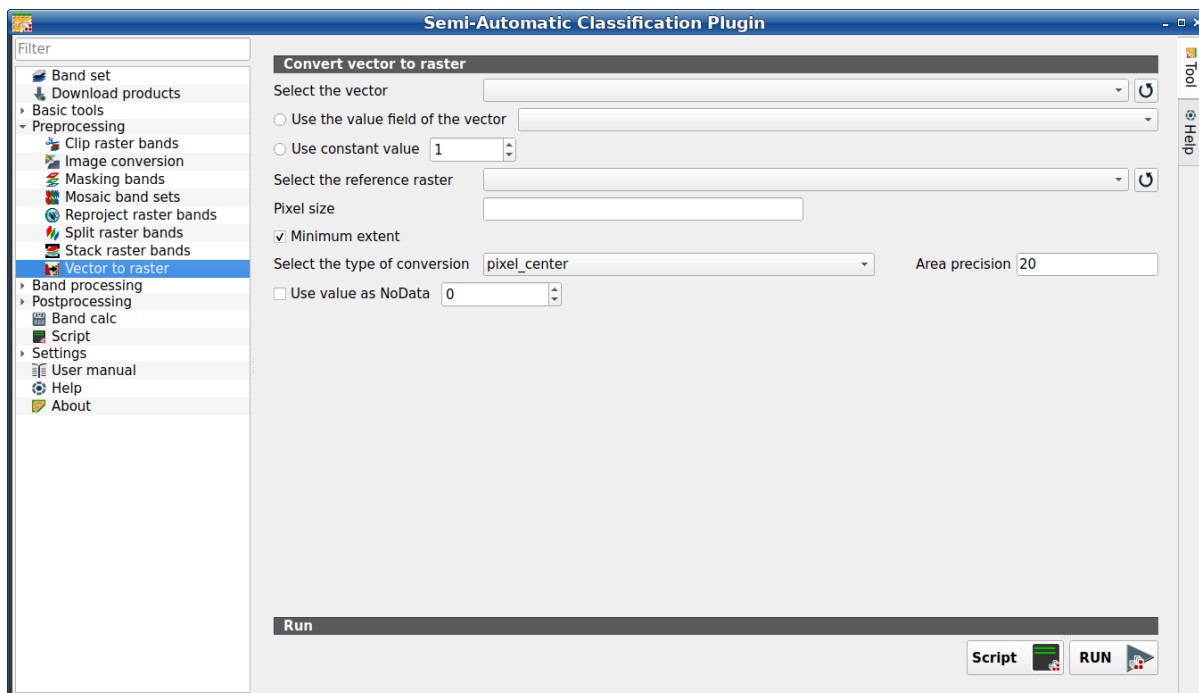 Semi-Automatic Classification Plugin
Filter
Band set
Download products
Basic tools
Preprocessing
Clip raster bands
Image conversion
Masking bands
Mosaic band sets
Reproject raster bands
Split raster bands
Stack raster bands
Vector to raster
Band processing
Postprocessing
Band calc
Script
Settings
User manual
Help
About
Convert vector to raster
Select the vector
Use the value field of the vector
Use constant value 1
Select the reference raster
Pixel size
Minimum extent
Select the type of conversion pixel_center Area precision 20
Use value as NoData 0
Run
Script RUN
Tool
Help